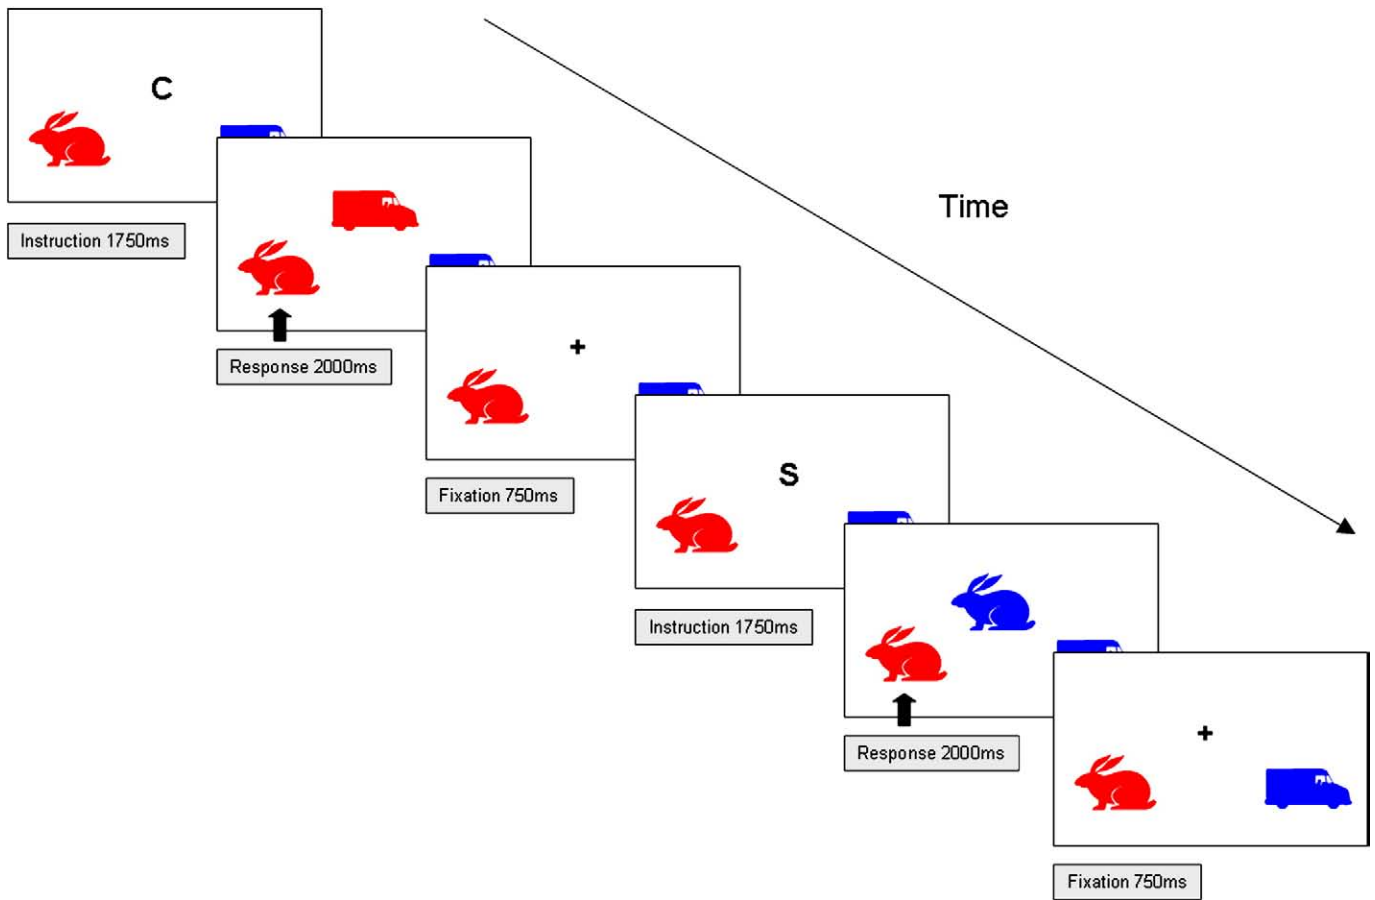 C
Instruction 1750ms
Time
Response 2000ms
+
Fixation 750ms
S
Instruction 1750ms
Response 2000ms
+
Fixation 750ms